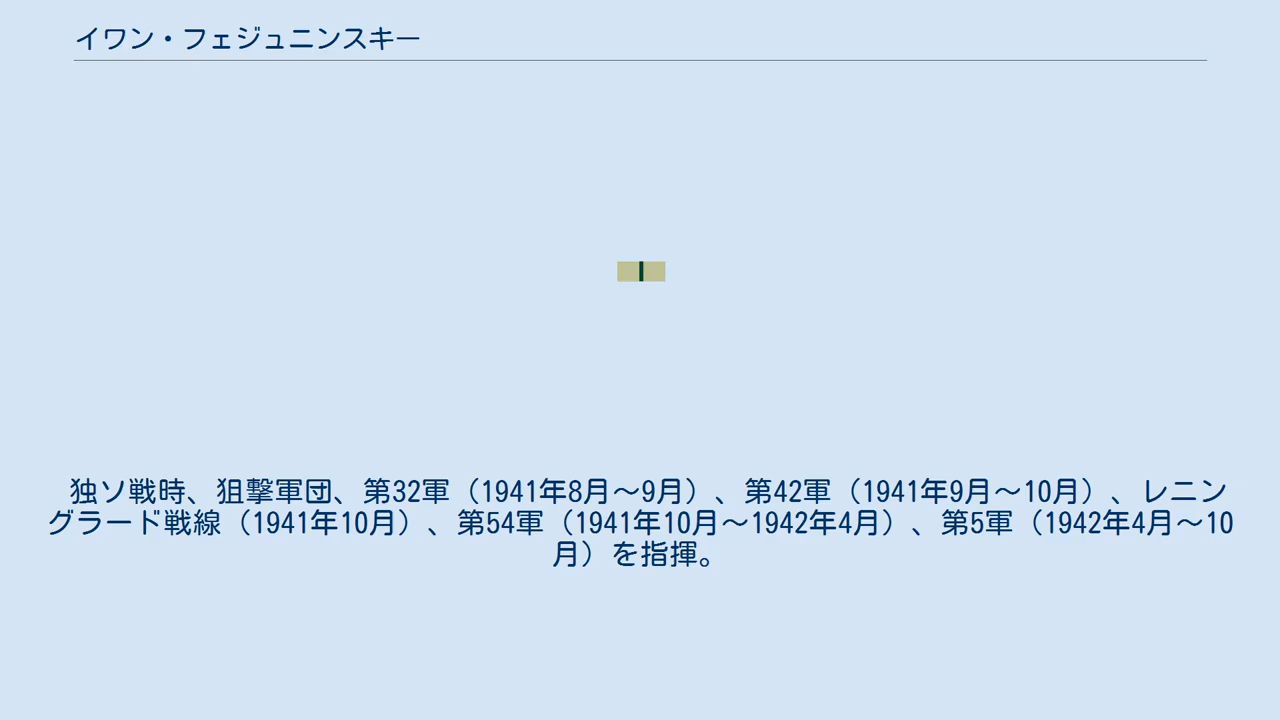 イワン・フェジュニンスキー
独ソ戦時、狙撃軍団、第32軍（1941年8月～9月）、第42軍（1941年9月～10月）、レニン
グラード戦線（1941年10月）、第54軍（1941年10月～1942年4月）、第5軍（1942年4月～10
月）を指揮。